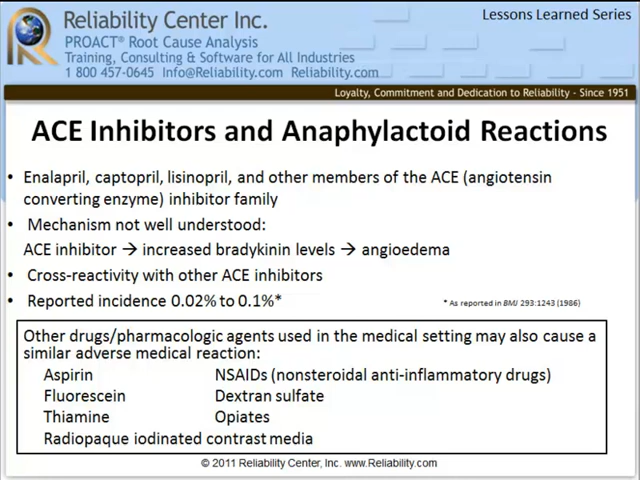 Reliability Center Inc.
Lessons Learned Series
PROACT® Root Cause Analysis
Training, Consulting & Software for All Industries
1 800 457-0645 Info@Reliability.com Reliability.com
Loyalty, Commitment and Dedication to Reliability - Since 1951
ACE Inhibitors and Anaphylactoid Reactions
• Enalapril, captopril, lisinopril, and other members of the ACE (angiotensin
converting enzyme) inhibitor family
• Mechanism not well understood:
ACE inhibitor → increased bradykinin levels → angioedema
• Cross-reactivity with other ACE inhibitors
• Reported incidence 0.02% to 0.1%*
* As reported in BMJ 293:1243 (1986)
Other drugs/pharmacologic agents used in the medical setting may also cause a
similar adverse medical reaction:
Aspirin NSAIDs (nonsteroidal anti-inflammatory drugs)
Fluorescein Dextran sulfate
Thiamine Opiates
Radiopaque iodinated contrast media
© 2011 Reliability Center, Inc. www.Reliability.com